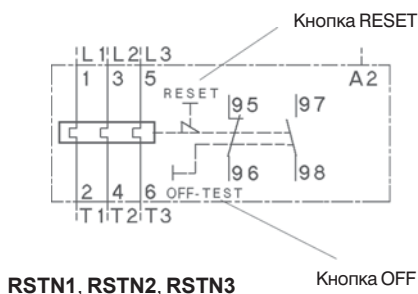 Кнопка RESET
L1 L2 L3
1 3 5 A2
RESET
95 97
96 98
2 4 6 OFF-TEST
T1 T2 T3
RSTN1, RSTN2, RSTN3
Кнопка OFF